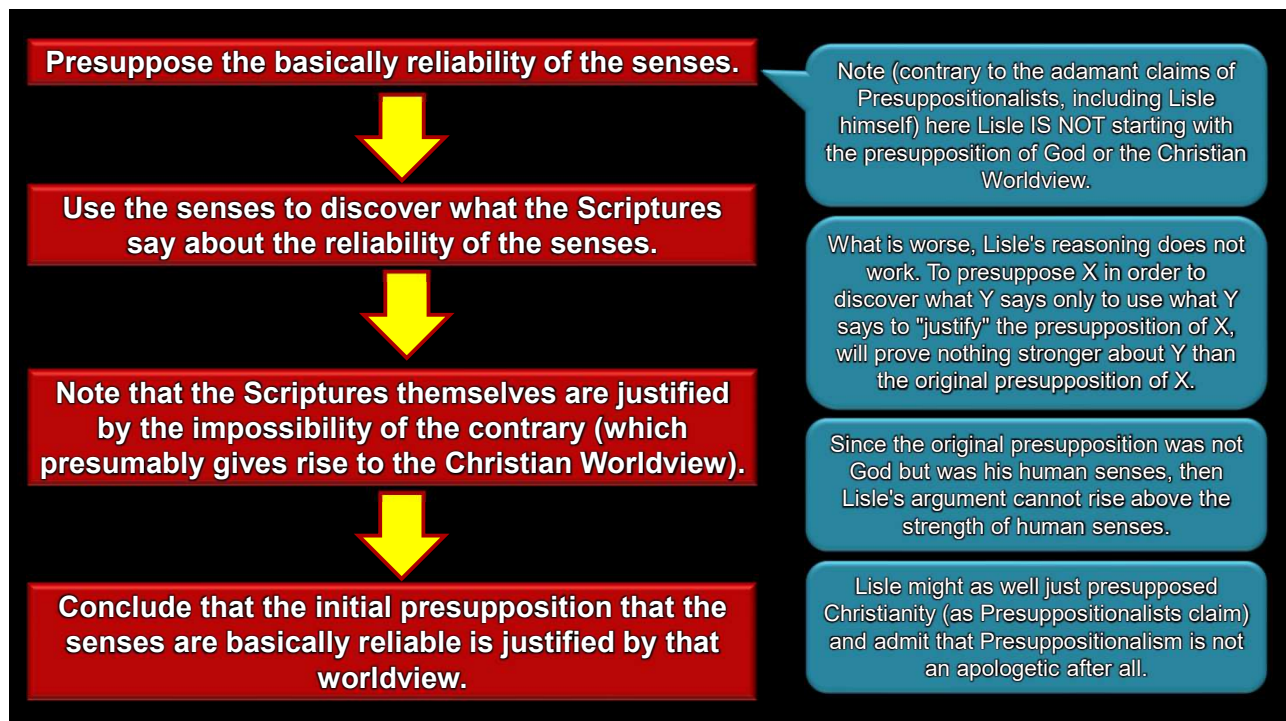 Presuppose the basically reliability of the senses.
Use the senses to discover what the Scriptures
say about the reliability of the senses.
Note that the Scriptures themselves are justified
by the impossibility of the contrary (which
presumably gives rise to the Christian Worldview).
Conclude that the initial presupposition that the
senses are basically reliable is justified by that
worldview.
Note (contrary to the adamant claims of
Presuppositionalists, including Lisle
himself) here Lisle IS NOT starting with
the presupposition of God or the Christian
Worldview.
What is worse, Lisle's reasoning does not
work. To presuppose X in order to
discover what Y says only to use what Y
says to "justify" the presupposition of X,
will prove nothing stronger about Y than
the original presupposition of X.
Since the original presupposition was not
God but was his human senses, then
Lisle's argument cannot rise above the
strength of human senses.
Lisle might as well just presupposed
Christianity (as Presuppositionalists claim)
and admit that Presuppositionalism is not
an apologetic after all.